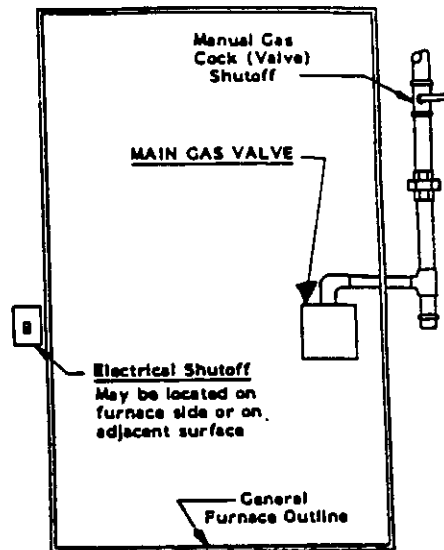 Manual Gas
Cock (Valve)
Shutoff
MAIN GAS VALVE
Electrical Shutoff
May be located on
furnace side or on
adjacent surface
General
Furnace Outline